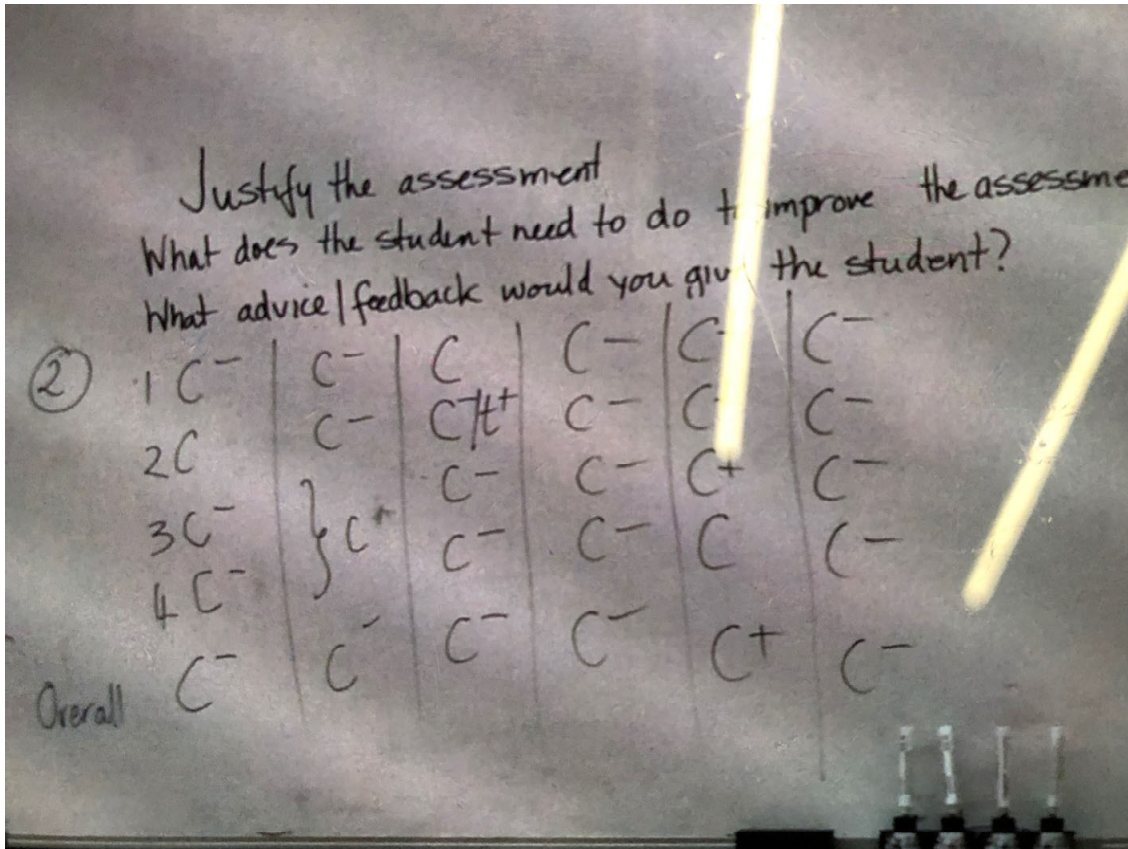 Justify the assessment
What does the student need to do to improve the assessme
What advice/feedback would you giv the student?
② 1 C- C- C C- C C-
2 C C- C- C C-
3 C- } C+ C- C- C+ C-
4 C- C- C- C C-
Overall C- C- C- C- C+ C-